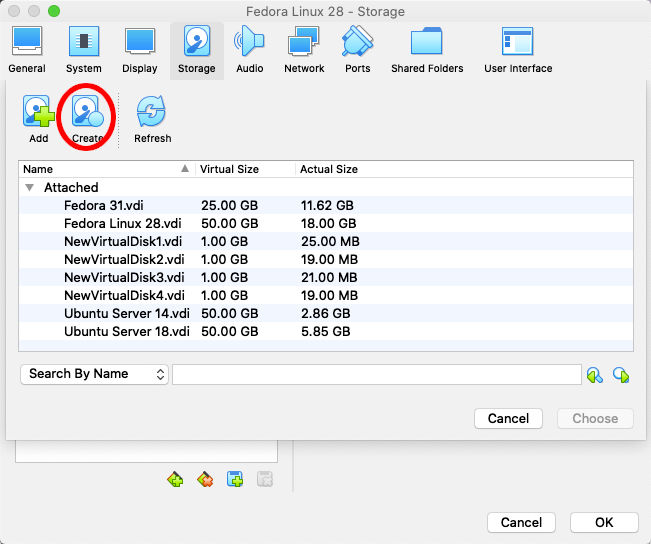 Fedora Linux 28 - Storage
General System Display Storage Audio Network Ports Shared Folders User Interface
Add Create Refresh
Name Virtual Size Actual Size
Attached
Fedora 31.vdi 25.00 GB 11.62 GB
Fedora Linux 28.vdi 50.00 GB 18.00 GB
NewVirtualDisk1.vdi 1.00 GB 25.00 MB
NewVirtualDisk2.vdi 1.00 GB 19.00 MB
NewVirtualDisk3.vdi 1.00 GB 21.00 MB
NewVirtualDisk4.vdi 1.00 GB 19.00 MB
Ubuntu Server 14.vdi 50.00 GB 2.86 GB
Ubuntu Server 18.vdi 50.00 GB 5.85 GB
Search By Name
Cancel Choose
Cancel OK